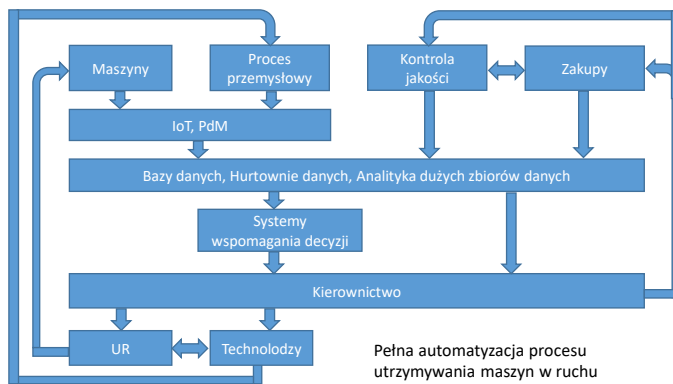 Maszyny
Proces
przemysłowy
Kontrola
jakości
Zakupy
IoT, PdM
Bazy danych, Hurtownie danych, Analityka dużych zbiorów danych
Systemy
wspomagania decyzji
Kierownictwo
UR
Technolodzy
Pełna automatyzacja procesu
utrzymywania maszyn w ruchu